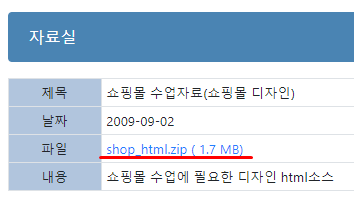 자료실
제목 쇼핑몰 수업자료(쇼핑몰 디자인)
날짜 2009-09-02
파일 shop_html.zip ( 1.7 MB)
내용 쇼핑몰 수업에 필요한 디자인 html소스